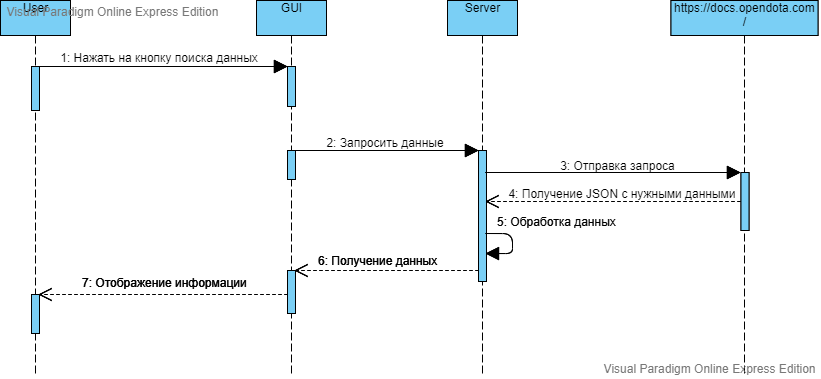 Visual Paradigm Online Express Edition
User
GUI
Server
https://docs.opendota.com
/
1: Нажать на кнопку поиска данных
2: Запросить данные
3: Отправка запроса
4: Получение JSON с нужными данными
5: Обработка данных
6: Получение данных
7: Отображение информации
Visual Paradigm Online Express Edition